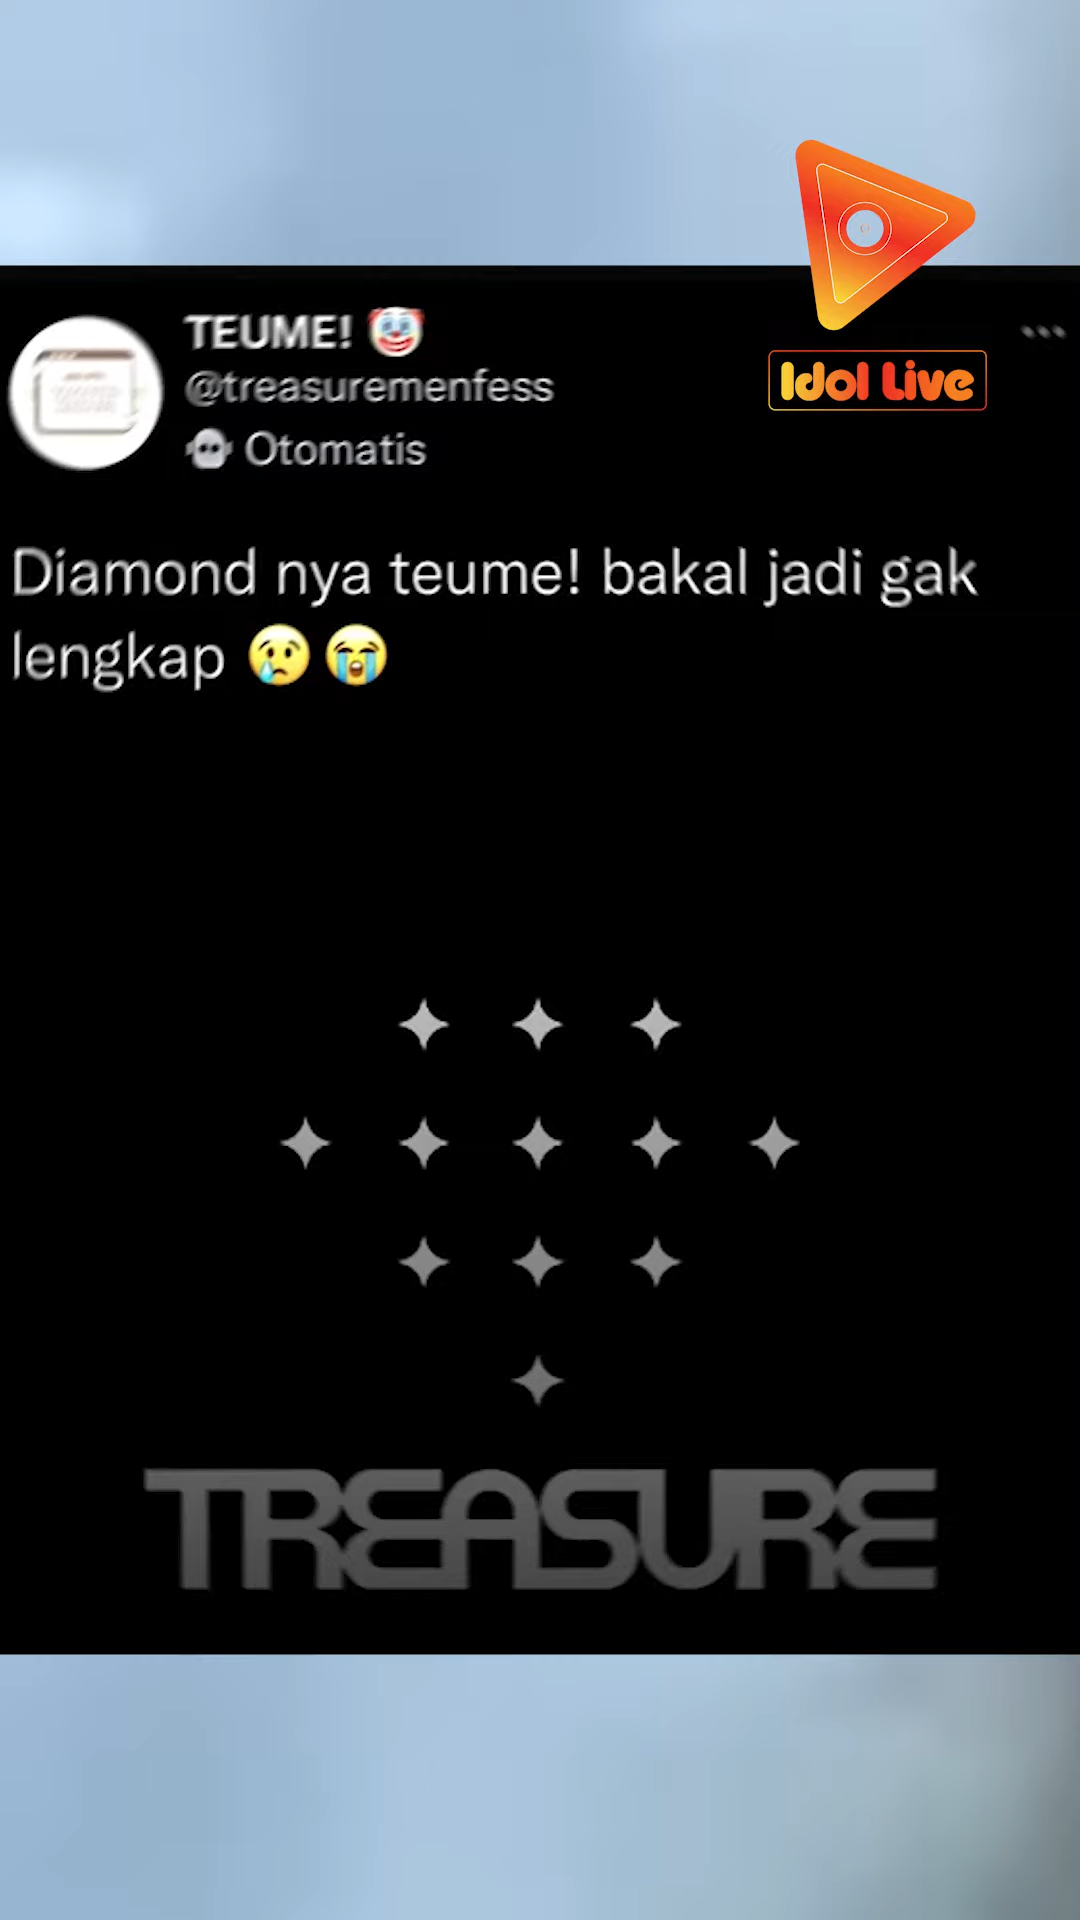 TEUME! 🤡
@treasuremenfess
Otomatis
Idol Live
Diamond nya teume! bakal jadi gak
lengkap 😢😭
TREASURE